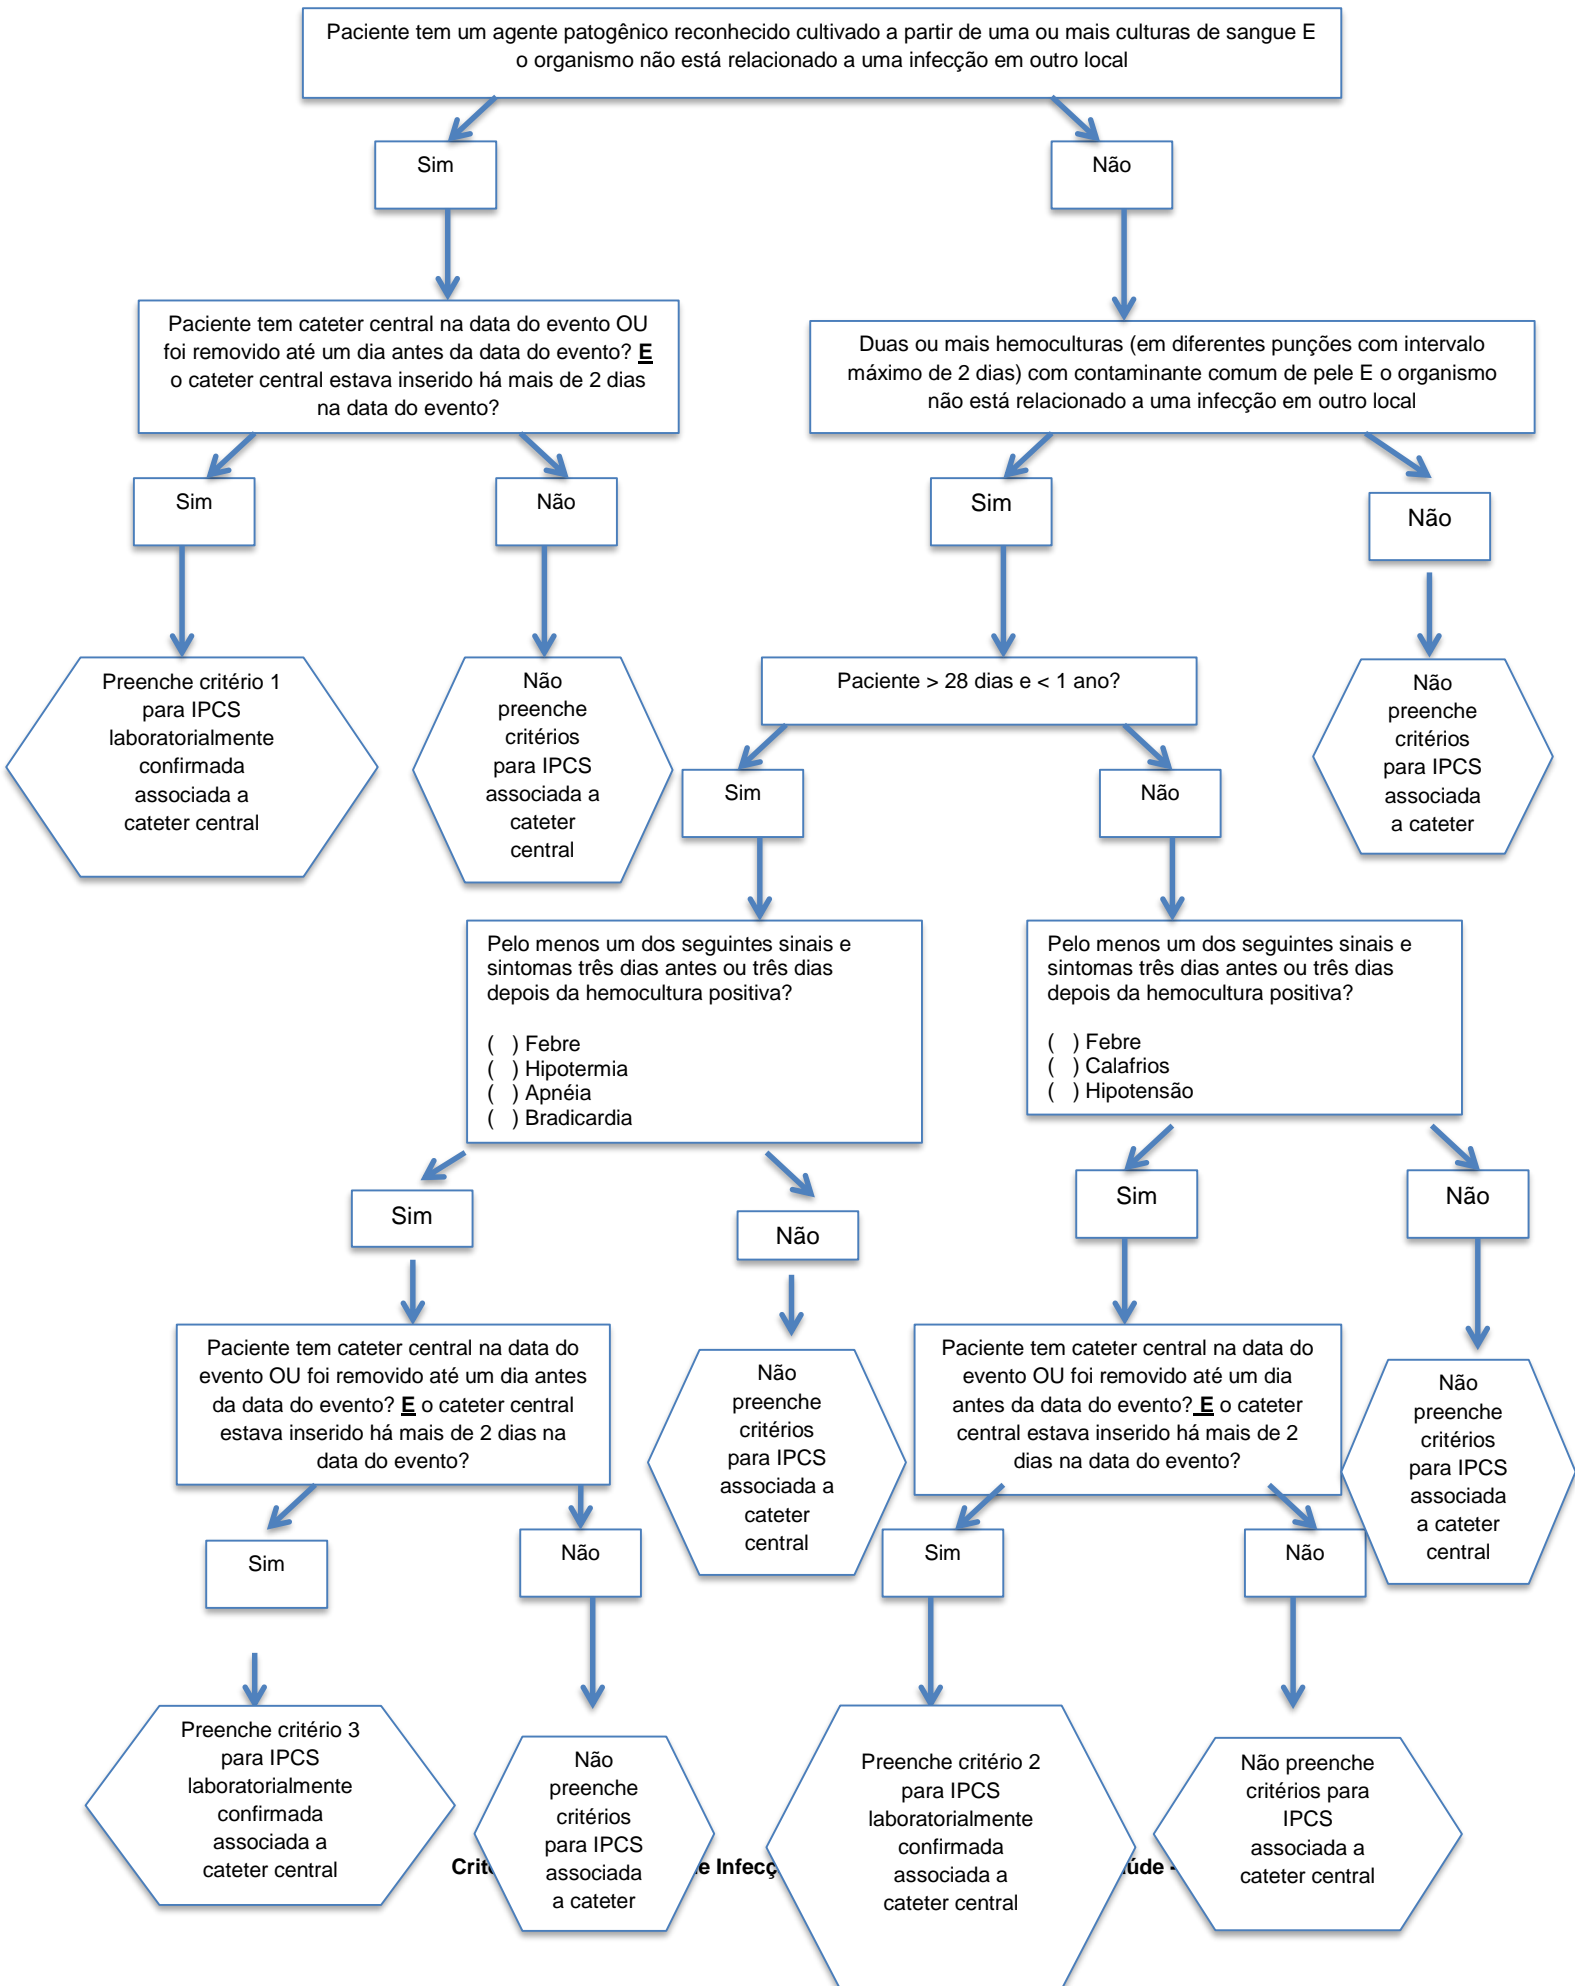 Paciente tem um agente patogênico reconhecido cultivado a partir de uma ou mais culturas de sangue E
o organismo não está relacionado a uma infecção em outro local
Sim
Não
Paciente tem cateter central na data do evento OU
foi removido até um dia antes da data do evento? E
o cateter central estava inserido há mais de 2 dias
na data do evento?
Duas ou mais hemoculturas (em diferentes punções com intervalo
máximo de 2 dias) com contaminante comum de pele E o organismo
não está relacionado a uma infecção em outro local
Sim
Não
Sim
Não
Preenche critério 1
para IPCS
laboratorialmente
confirmada
associada a
cateter central
Não
preenche
critérios
para IPCS
associada a
cateter
central
Paciente > 28 dias e < 1 ano?
Não
preenche
critérios
para IPCS
associada
a cateter
Sim
Não
Pelo menos um dos seguintes sinais e
sintomas três dias antes ou três dias
depois da hemocultura positiva?
( ) Febre
( ) Hipotermia
( ) Apnéia
( ) Bradicardia
Pelo menos um dos seguintes sinais e
sintomas três dias antes ou três dias
depois da hemocultura positiva?
( ) Febre
( ) Calafrios
( ) Hipotensão
Sim
Não
Sim
Não
Paciente tem cateter central na data do
evento OU foi removido até um dia antes
da data do evento? E o cateter central
estava inserido há mais de 2 dias na
data do evento?
Não
preenche
critérios
para IPCS
associada a
cateter
central
Paciente tem cateter central na data do
evento OU foi removido até um dia
antes da data do evento? E o cateter
central estava inserido há mais de 2
dias na data do evento?
Não
preenche
critérios
para IPCS
associada
a cateter
central
Sim
Não
Sim
Não
Preenche critério 3
para IPCS
laboratorialmente
confirmada
associada a
cateter central
Não
preenche
critérios
para IPCS
associada
a cateter
Preenche critério 2
para IPCS
laboratorialmente
confirmada
associada a
cateter central
Não preenche
critérios para
IPCS
associada a
cateter central